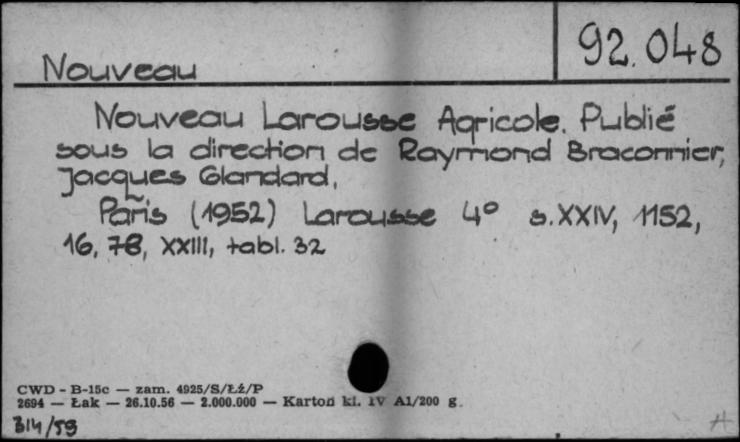 92.048
Nouveau
Nouveau Larousse Agricole. Publié
sous la direction de Raymond Braconnier,
Jacques Glandard,
Paris (1952) Larousse 4° s. XXIV, 1152,
16, 78, XXIII, tabl. 32
CWD - B-15c — zam. 4925/S/Łź/P
2694 — Łak — 26.10.56 — 2.000.000 — Karton kl. IV A1/200 g.
314/59